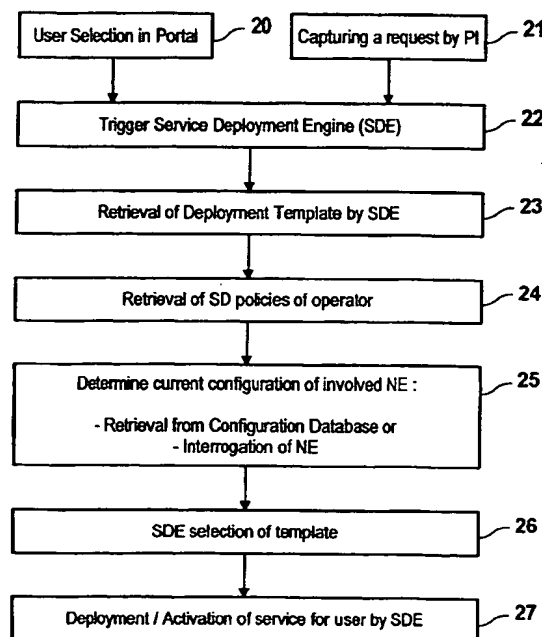 User Selection in Portal
20
Capturing a request by PI
21
Trigger Service Deployment Engine (SDE)
22
Retrieval of Deployment Template by SDE
23
Retrieval of SD policies of operator
24
Determine current configuration of involved NE :
- Retrieval from Configuration Database or
- Interrogation of NE
25
SDE selection of template
26
Deployment / Activation of service for user by SDE
27